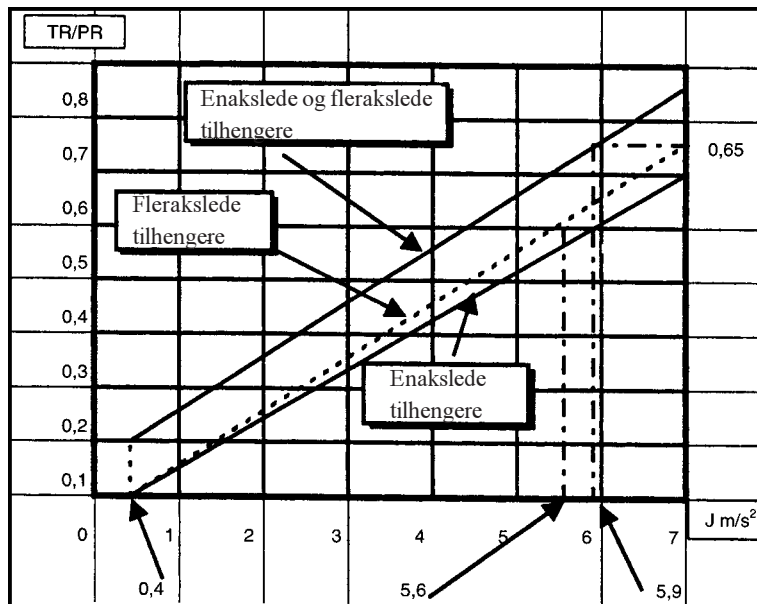 TR/PR
0,8
Enakslede og flerakslede
tilhengere
0,7
0,65
0,6
Flerakslede
tilhengere
0,5
0,4
0,3
Enakslede
tilhengere
0,2
0,1
0 1 2 3 4 5 6 7 J m/s²
0,4 5,6 5,9